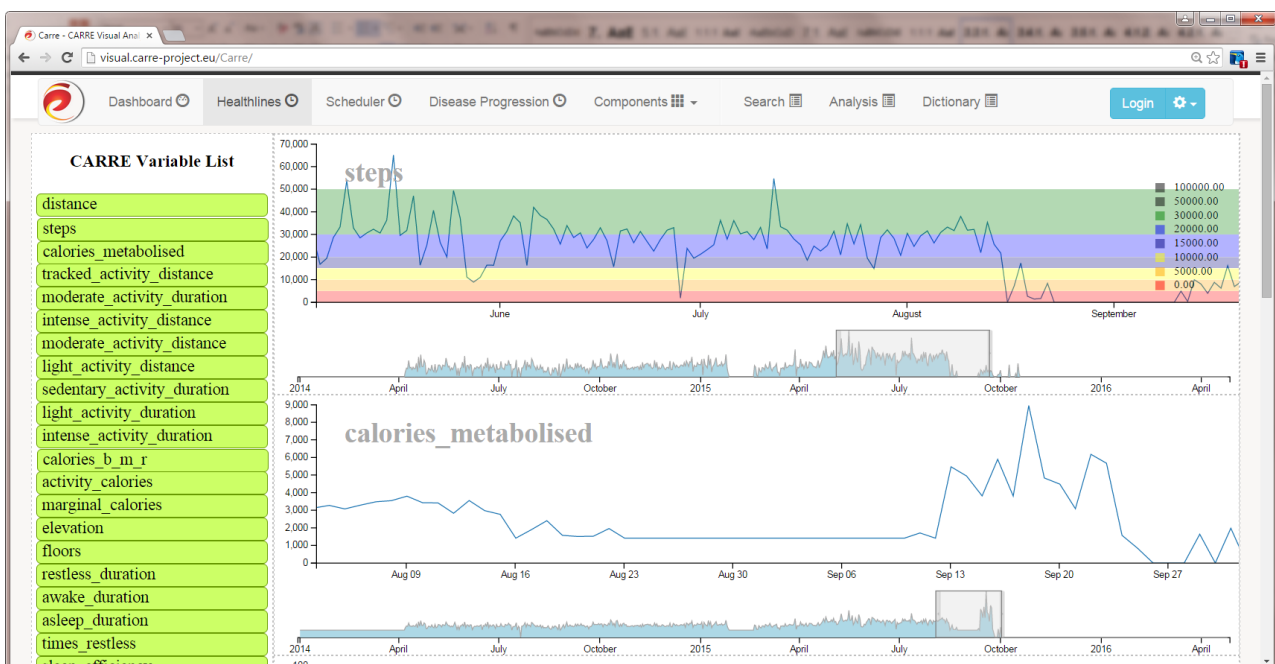 Carre - CARRE Visual Anal
visual.carre-project.eu/Carre/
Dashboard Healthlines Scheduler Disease Progression Components Search Analysis Dictionary Login
CARRE Variable List
distance
steps
calories_metabolised
tracked_activity_distance
moderate_activity_duration
intense_activity_distance
moderate_activity_distance
light_activity_distance
sedentary_activity_duration
light_activity_duration
intense_activity_duration
calories_b_m_r
activity_calories
marginal_calories
elevation
floors
restless_duration
awake_duration
asleep_duration
times_restless
steps
70,000
60,000
50,000
40,000
30,000
20,000
10,000
0
100000.00
50000.00
30000.00
20000.00
15000.00
10000.00
5000.00
0.00
June July August September
2014 April July October 2015 April July October 2016 April
calories_metabolised
9,000
8,000
7,000
6,000
5,000
4,000
3,000
2,000
1,000
0
Aug 09 Aug 16 Aug 23 Aug 30 Sep 06 Sep 13 Sep 20 Sep 27
2014 April July October 2015 April July October 2016 April